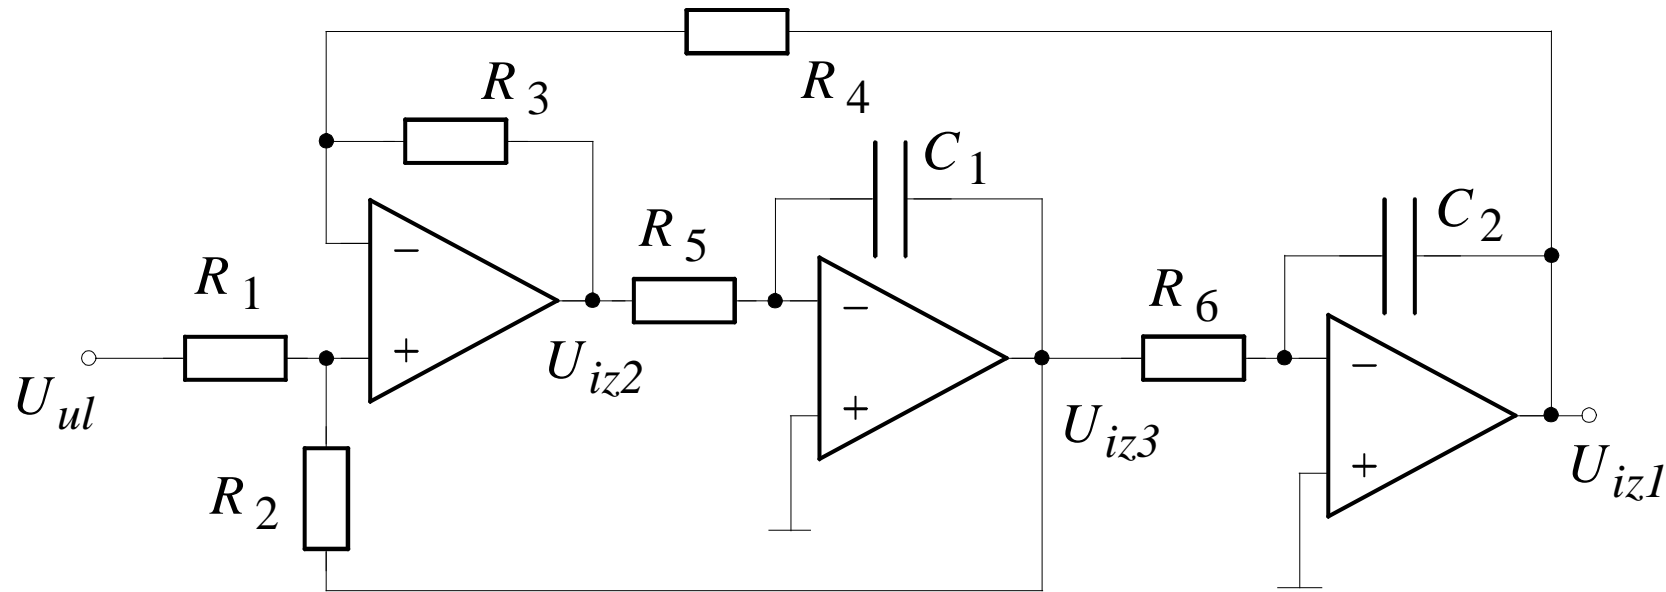 R 4
R 3
C 1
R 5
C 2
R 1
R 6
−
+
−
+
−
+
U ul
U iz2
U iz3
U iz1
R 2